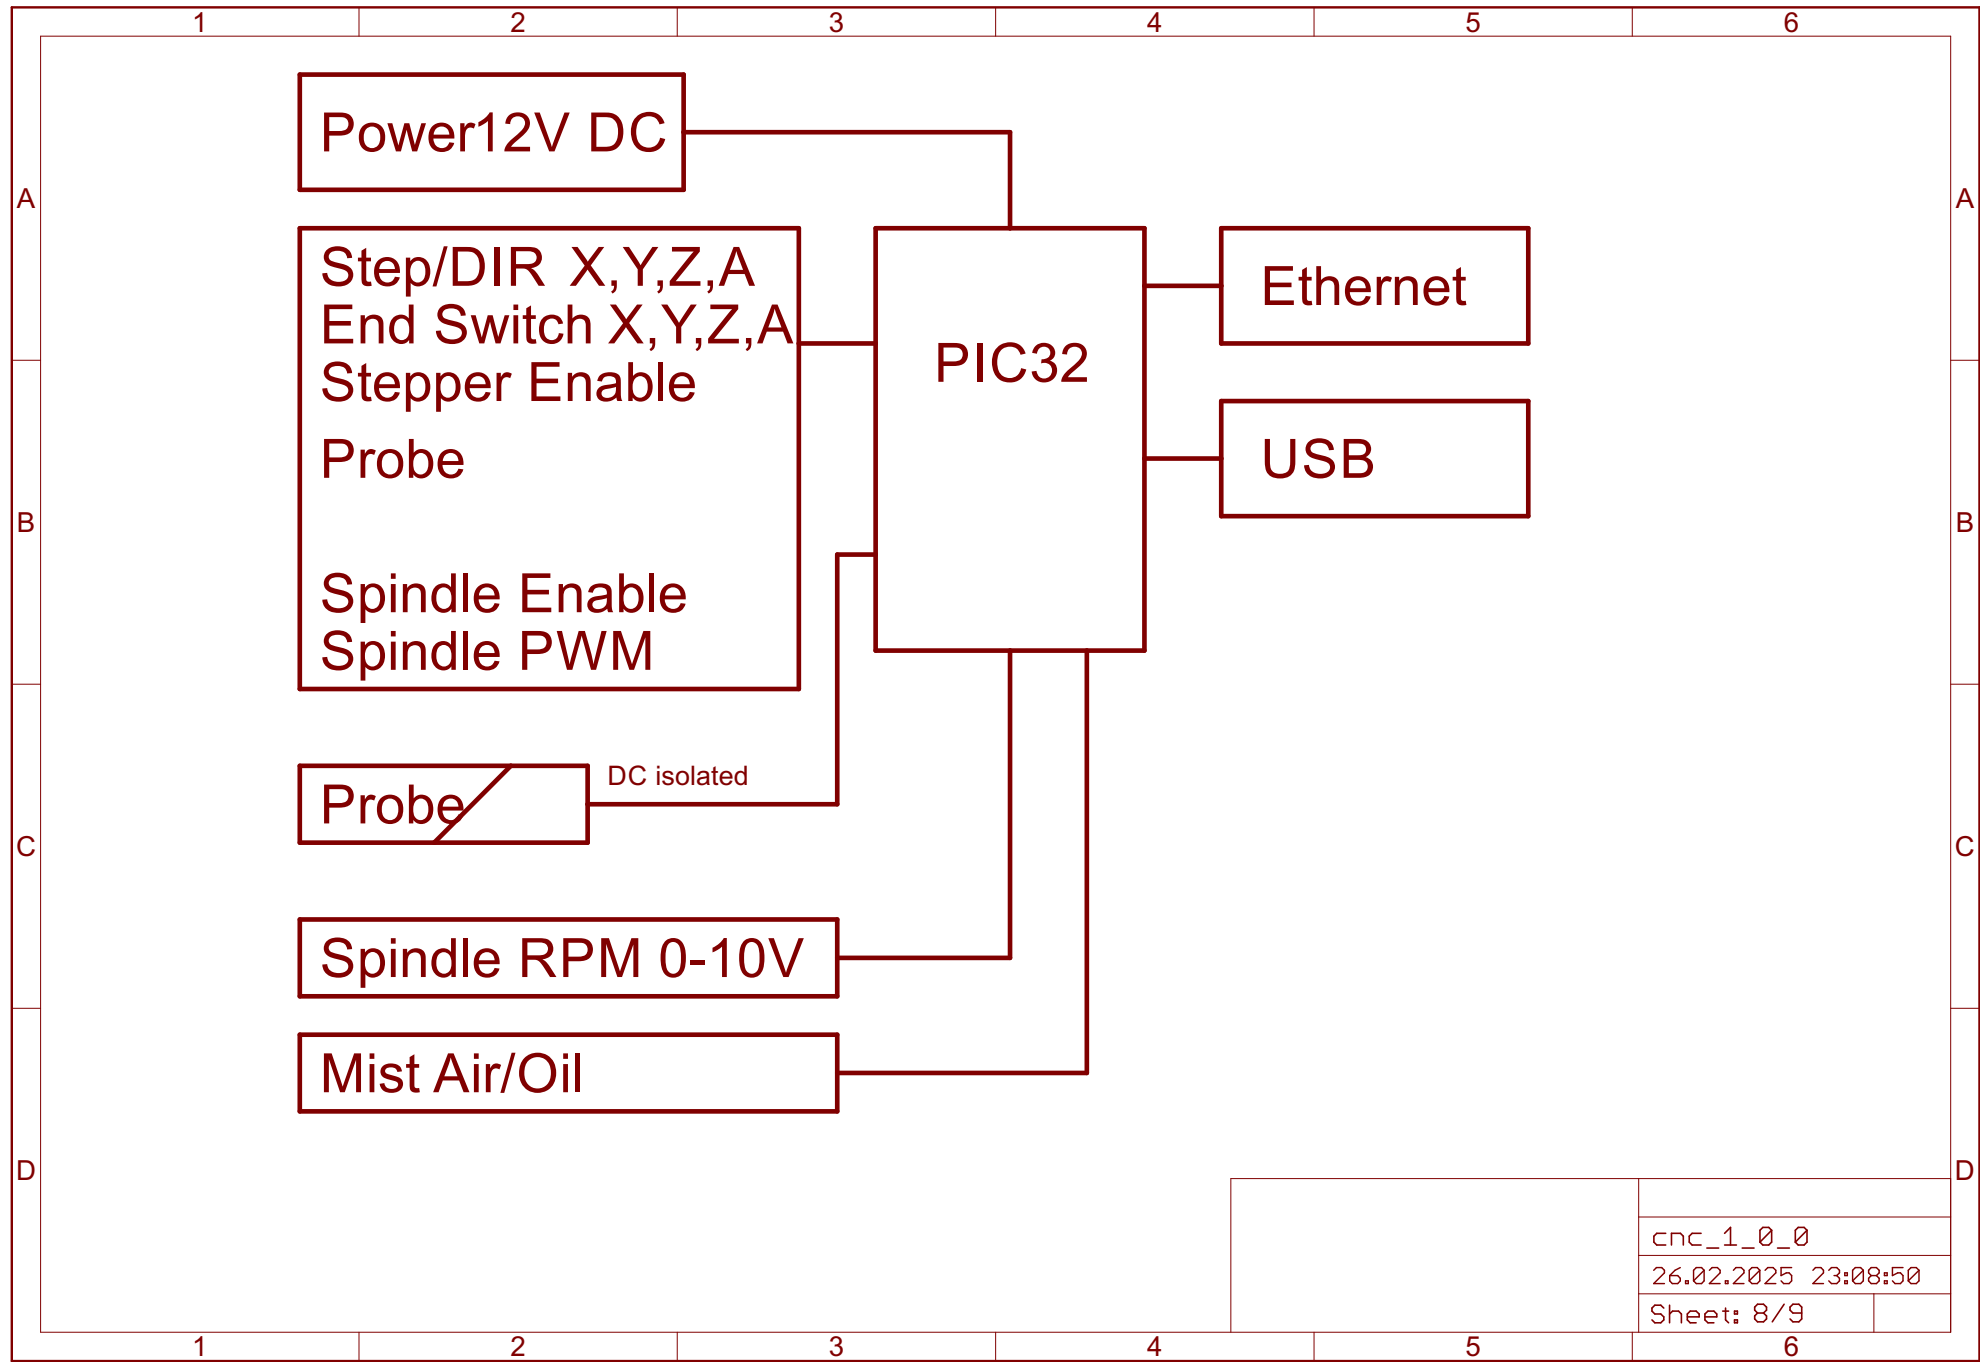 1 2 3 4 5 6
Power12V DC
A A
Step/DIR X,Y,Z,A
End Switch X,Y,Z,A
Stepper Enable
Probe
Spindle Enable
Spindle PWM
PIC32
Ethernet
USB
B B
DC isolated
Probe
C C
Spindle RPM 0-10V
Mist Air/Oil
D D
cnc_1_0_0
26.02.2025 23:08:50
Sheet: 8/9
1 2 3 4 5 6